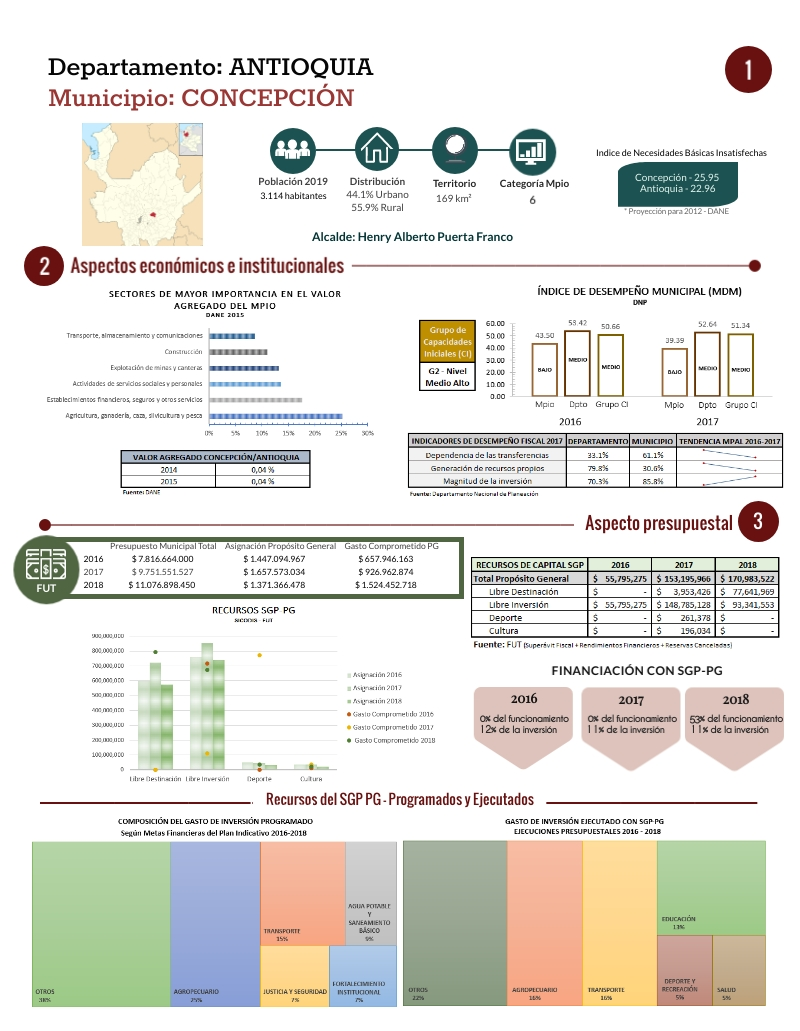 Departamento: ANTIOQUIA
Municipio: CONCEPCIÓN
1
Población 2019
3.114 habitantes
Distribución
44.1% Urbano
55.9% Rural
Territorio
169 km²
Categoría Mpio
6
Indice de Necesidades Básicas Insatisfechas
Concepción - 25.95
Antioquia - 22.96
* Proyección para 2012 - DANE
Alcalde: Henry Alberto Puerta Franco
2 Aspectos económicos e institucionales
SECTORES DE MAYOR IMPORTANCIA EN EL VALOR
AGREGADO DEL MPIO
DANE 2015
Transporte, almacenamiento y comunicaciones
Construcción
Explotación de minas y canteras
Actividades de servicios sociales y personales
Establecimientos financieros, seguros y otros servicios
Agricultura, ganadería, caza, silvicultura y pesca
0% 5% 10% 15% 20% 25% 30%
VALOR AGREGADO CONCEPCIÓN/ANTIOQUIA
2014 0,04 %
2015 0,04 %
Fuente: DANE
ÍNDICE DE DESEMPEÑO MUNICIPAL (MDM)
DNP
Grupo de
Capacidades
Iniciales (CI)
G2 - Nivel
Medio Alto
60.00
50.00
40.00
30.00
20.00
10.00
0.00
43.50 53.42 50.66 39.39 52.64 51.34
BAJO MEDIO MEDIO BAJO MEDIO MEDIO
Mpio Dpto Grupo CI Mpio Dpto Grupo CI
2016 2017
INDICADORES DE DESEMPEÑO FISCAL 2017 DEPARTAMENTO MUNICIPIO TENDENCIA MPAL 2016-2017
Dependencia de las transferencias 33.1% 61.1%
Generación de recursos propios 79.8% 30.6%
Magnitud de la inversión 70.3% 85.8%
Fuente: Departamento Nacional de Planeación
Aspecto presupuestal 3
FUT
Presupuesto Municipal Total Asignación Propósito General Gasto Comprometido PG
2016 $ 7.816.664.000 $ 1.447.094.967 $ 657.946.163
2017 $ 9.751.551.527 $ 1.657.573.034 $ 926.962.874
2018 $ 11.076.898.450 $ 1.371.366.478 $ 1.524.452.718
RECURSOS SGP-PG
SICODIS - FUT
900,000,000
800,000,000
700,000,000
600,000,000
500,000,000
400,000,000
300,000,000
200,000,000
100,000,000
0
Libre Destinación Libre Inversión Deporte Cultura
Asignación 2016
Asignación 2017
Asignación 2018
Gasto Comprometido 2016
Gasto Comprometido 2017
Gasto Comprometido 2018
RECURSOS DE CAPITAL SGP 2016 2017 2018
Total Propósito General $ 55,795,275 $ 153,195,966 $ 170,983,522
Libre Destinación $ - $ 3,953,426 $ 77,641,969
Libre Inversión $ 55,795,275 $ 148,785,128 $ 93,341,553
Deporte $ - $ 261,378 $ -
Cultura $ - $ 196,034 $ -
Fuente: FUT (Superávit Fiscal + Rendimientos Financieros + Reservas Canceladas)
FINANCIACIÓN CON SGP-PG
2016
0% del funcionamiento
12% de la inversión
2017
0% del funcionamiento
11% de la inversión
2018
53% del funcionamiento
11% de la inversión
Recursos del SGP PG - Programados y Ejecutados
COMPOSICIÓN DEL GASTO DE INVERSIÓN PROGRAMADO
Según Metas Financieras del Plan Indicativo 2016-2018
OTROS
38%
AGROPECUARIO
25%
TRANSPORTE
15%
AGUA POTABLE
Y
SANEAMIENTO
BÁSICO
9%
JUSTICIA Y SEGURIDAD
7%
FORTALECIMIENTO
INSTITUCIONAL
7%
GASTO DE INVERSIÓN EJECUTADO CON SGP-PG
EJECUCIONES PRESUPUESTALES 2016 - 2018
OTROS
22%
AGROPECUARIO
16%
TRANSPORTE
16%
EDUCACIÓN
13%
DEPORTE Y
RECREACIÓN
5%
SALUD
5%